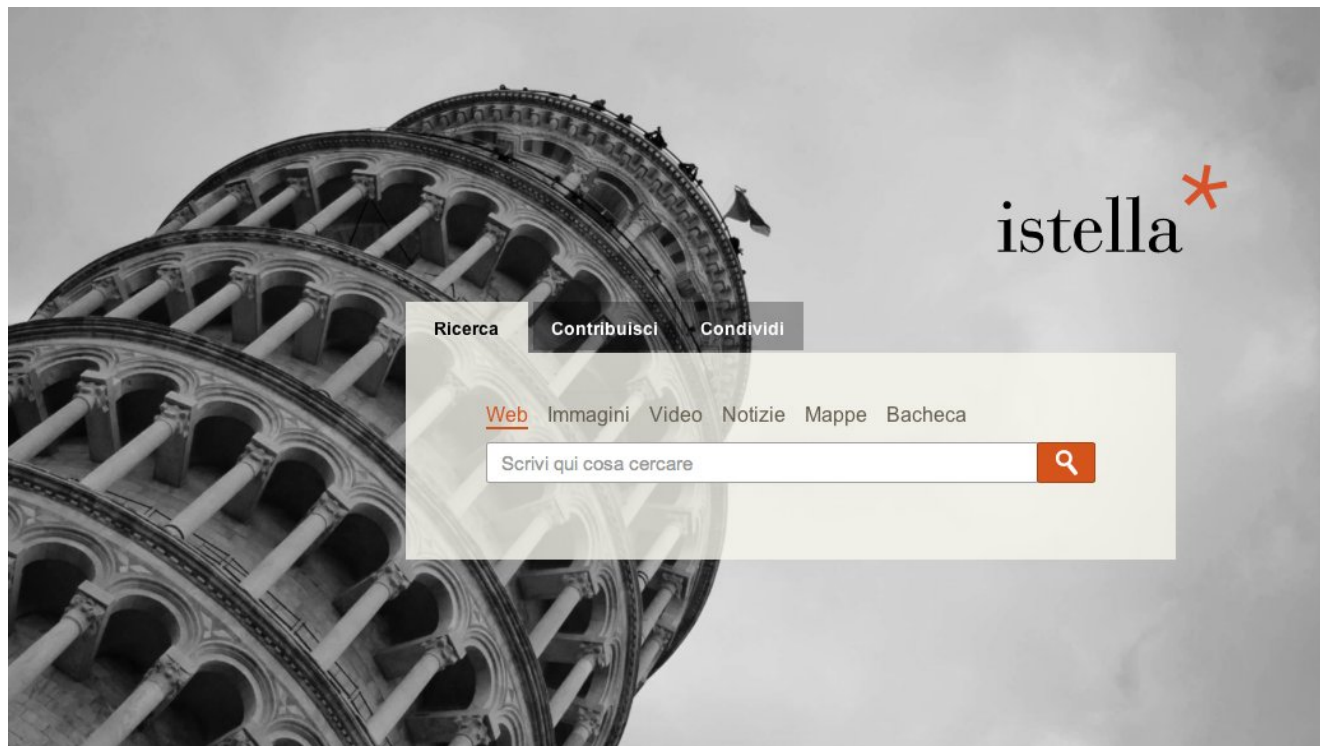 istella*
Ricerca Contribuisci Condividi
Web Immagini Video Notizie Mappe Bacheca
Scrivi qui cosa cercare